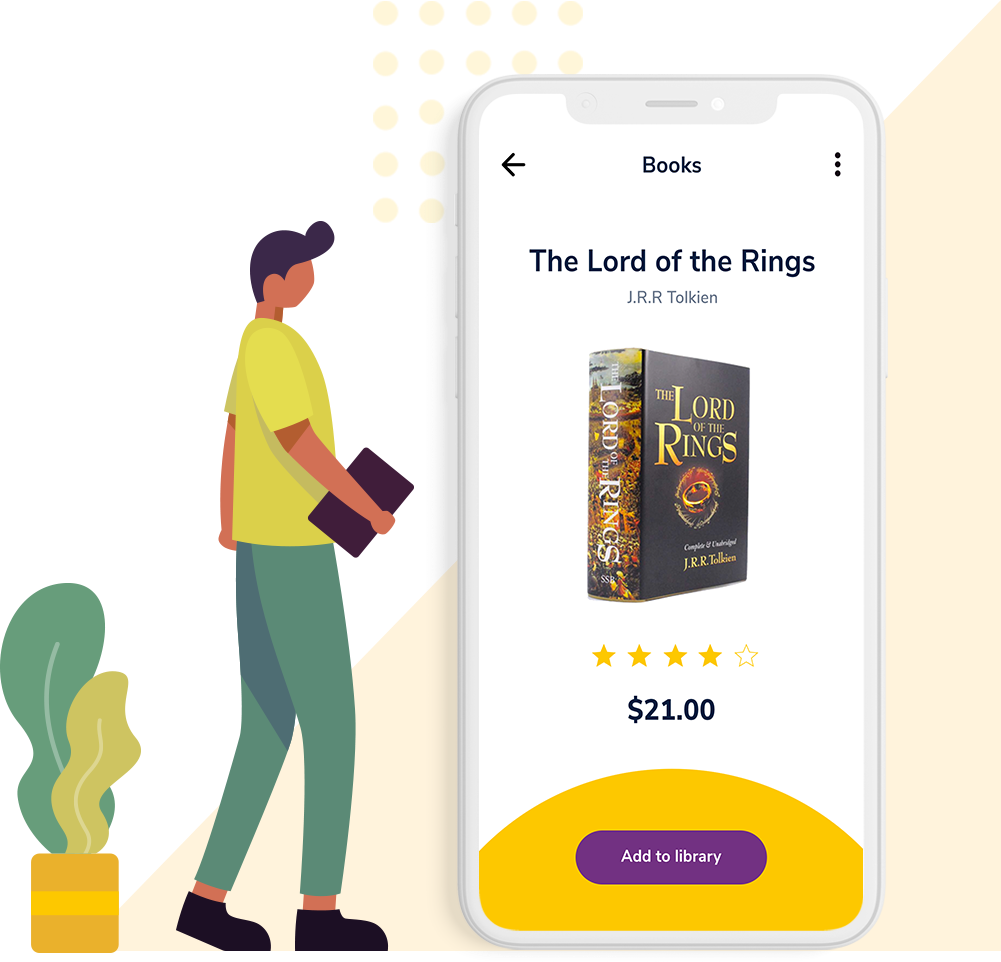 Books
The Lord of the Rings
J.R.R Tolkien
THE LORD OF THE RINGS
SSB
THE LORD
OF THE
RINGS
Complete & Unabridged
J.R.R.Tolkien
$21.00
Add to library